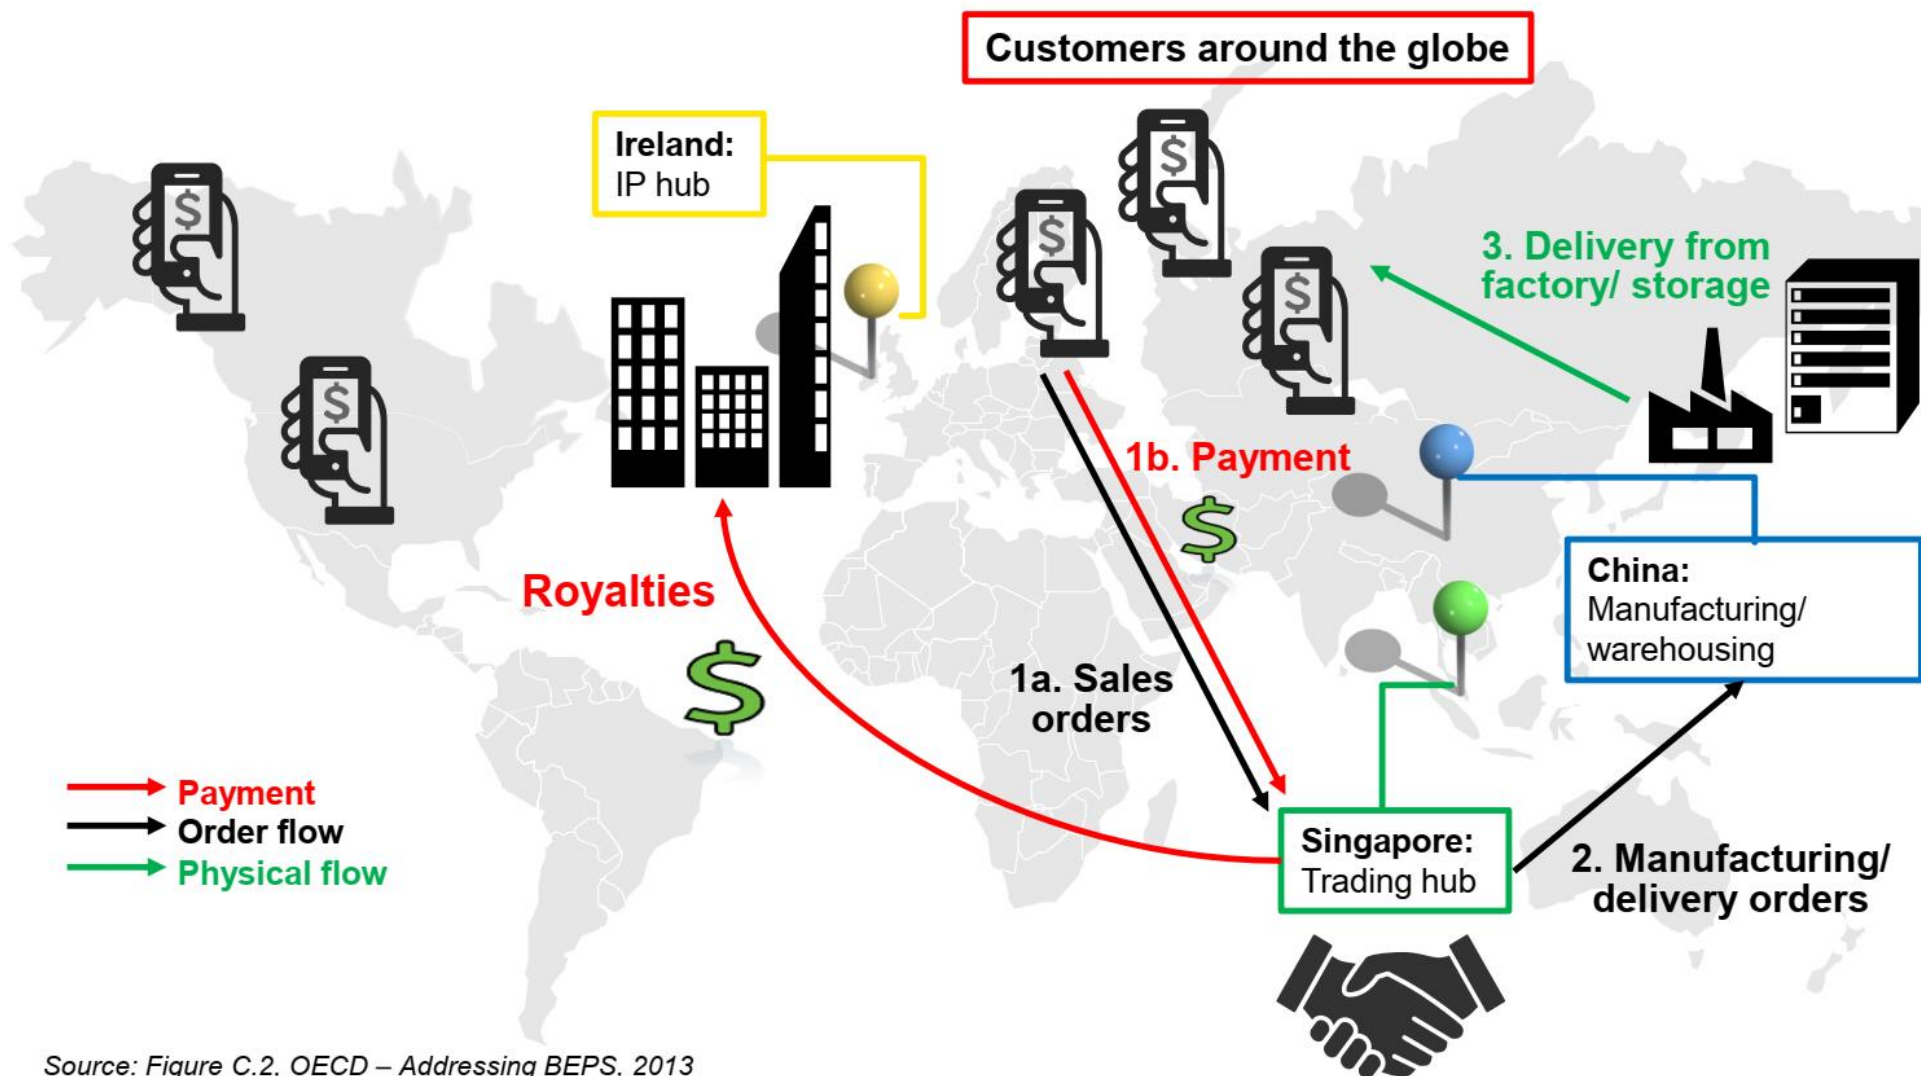 Customers around the globe
Ireland:
IP hub
$
$
$
$
$
3. Delivery from
factory/ storage
1b. Payment
$
China:
Manufacturing/
warehousing
Royalties
$
1a. Sales
orders
Payment
Order flow
Physical flow
Singapore:
Trading hub
2. Manufacturing/
delivery orders
Source: Figure C.2, OECD – Addressing BEPS, 2013